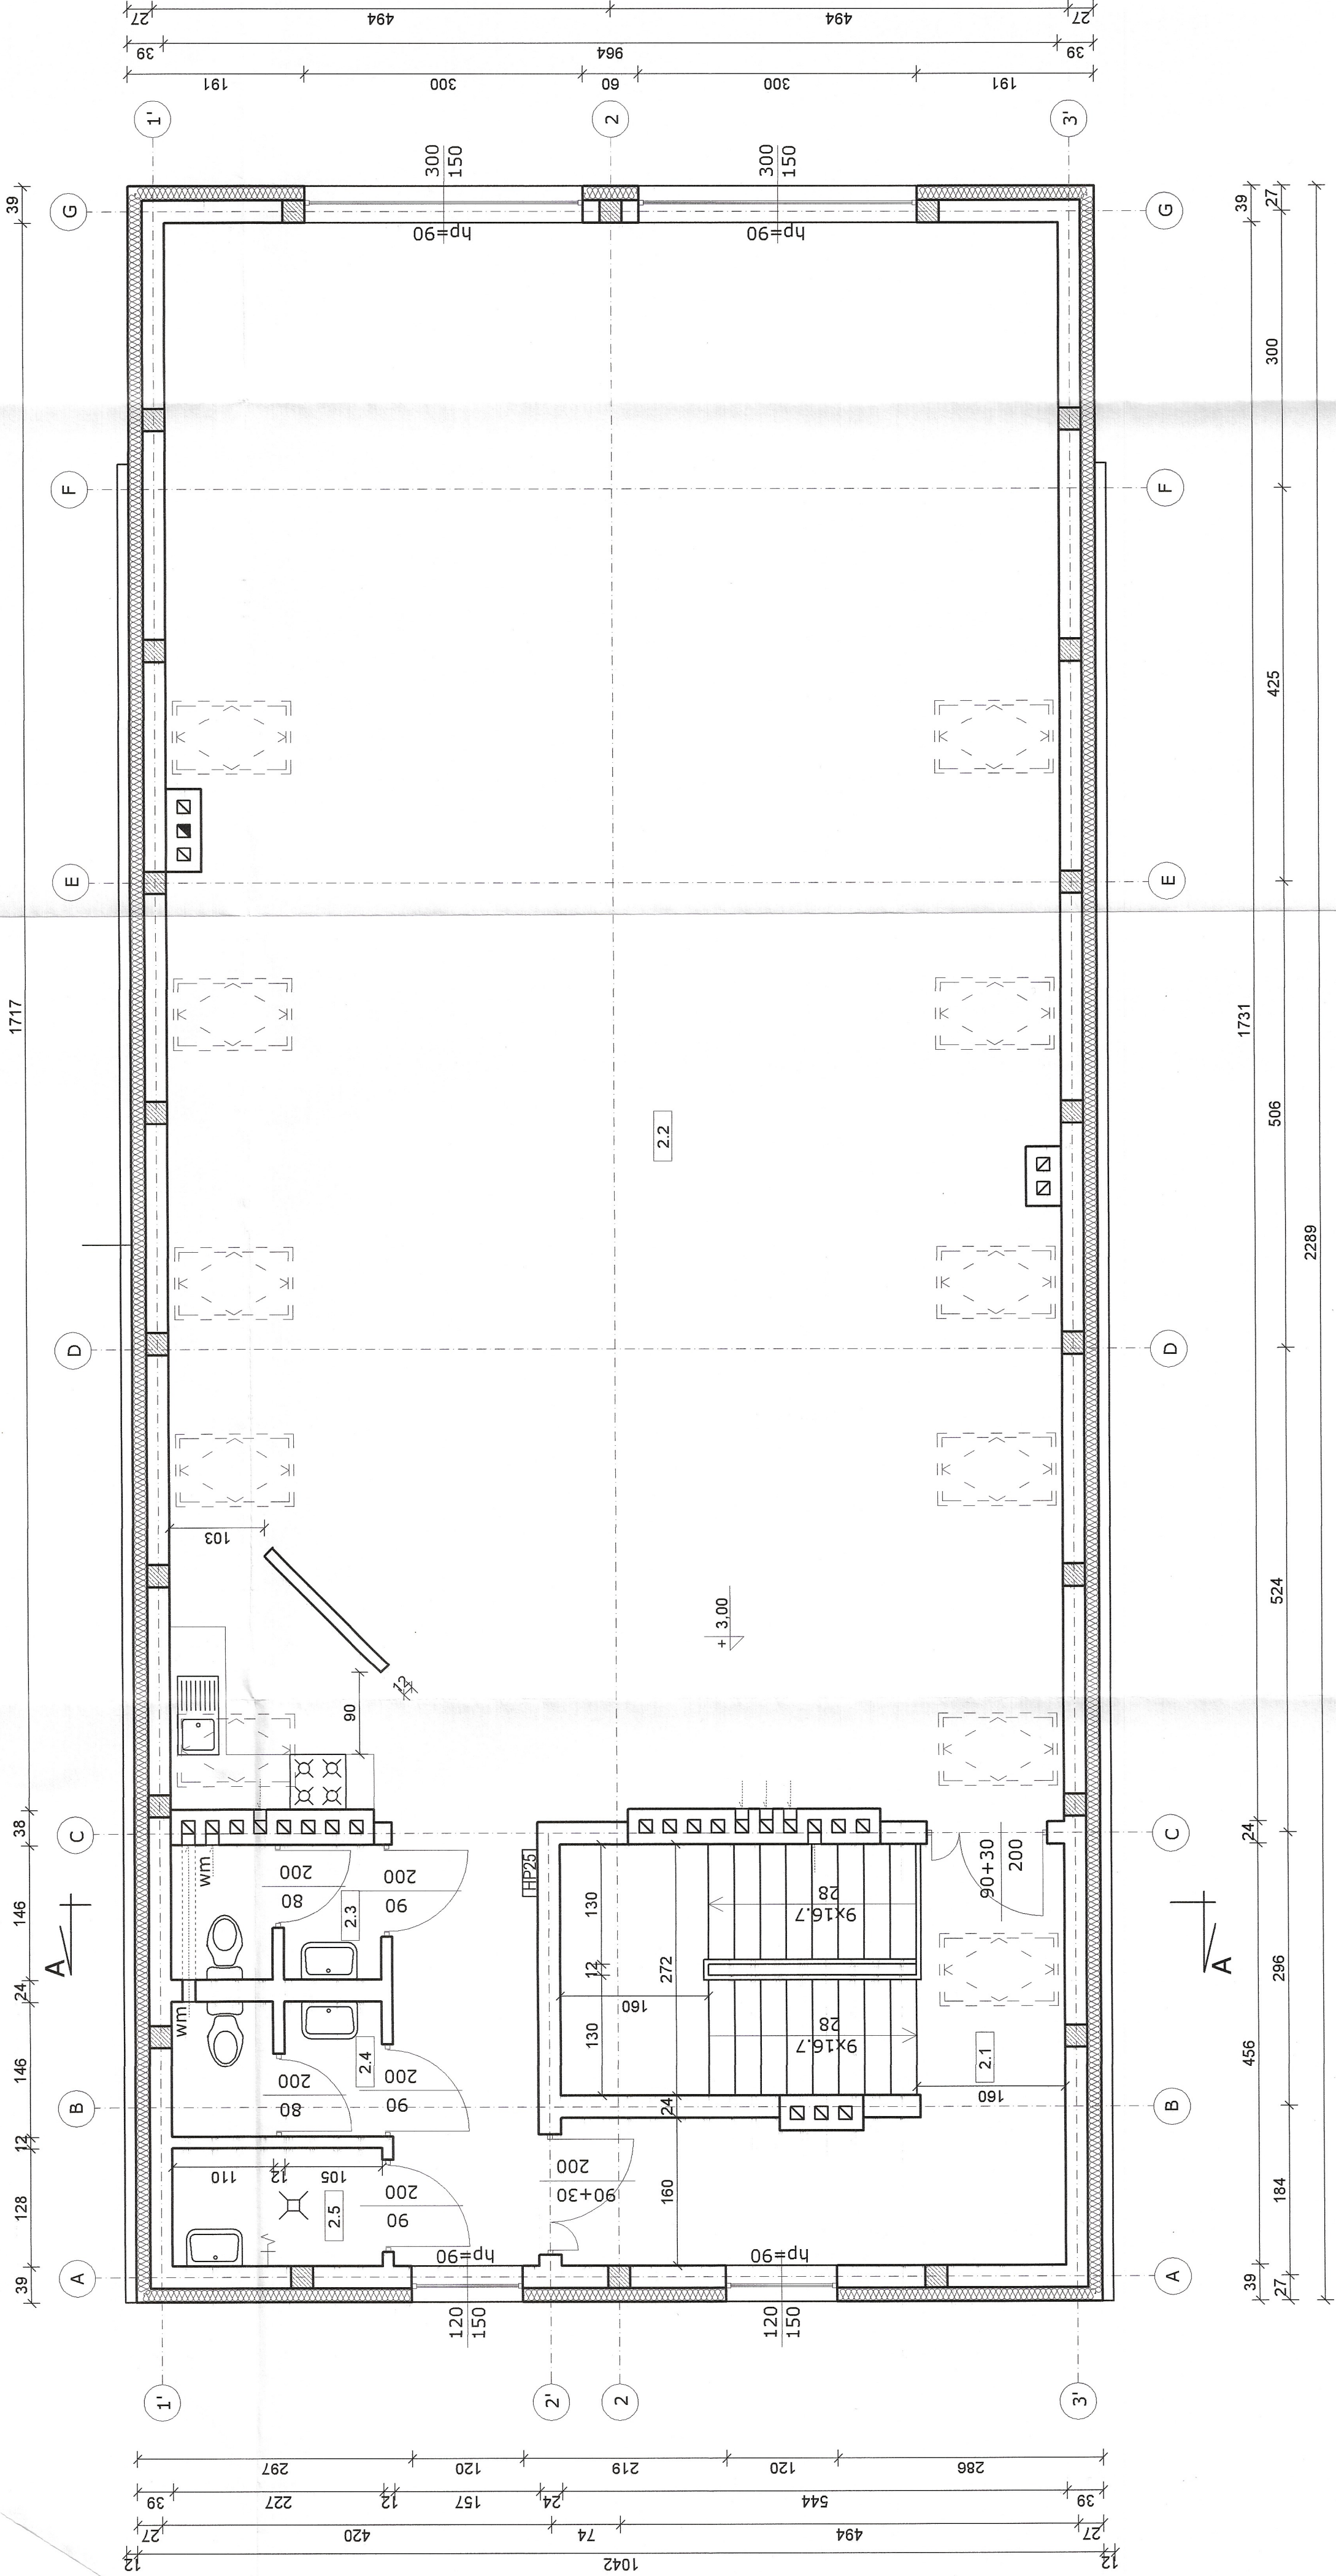 27 494 494 27
39 964 39
191 300 60 300 191
1' 2 3'
300
150
300
150
39 1717 38 146 24 146 12 128 39
G G
hp=90 hp=90
39 27
300
F F
425
E E
1731
506
2.2
2289
D D
103
524
+ 3,00
12
90
C C
24
wm
200
80
200
90
HP25
2.3
130
12
130
272
160
28
9x16.7
28
9x16.7
90+30
200
A A
296
456
wm
2.4
200
80
200
90
2.1
160
B B
24
110 12 105
200
90
2.5
200
90+30
160
184
hp=90 hp=90
A A
39 27
120
150
120
150
1' 2' 2 3'
297 120 219 120 286
39 227 12 157 24 544 39
27 420 74 494 27
12 1042 12